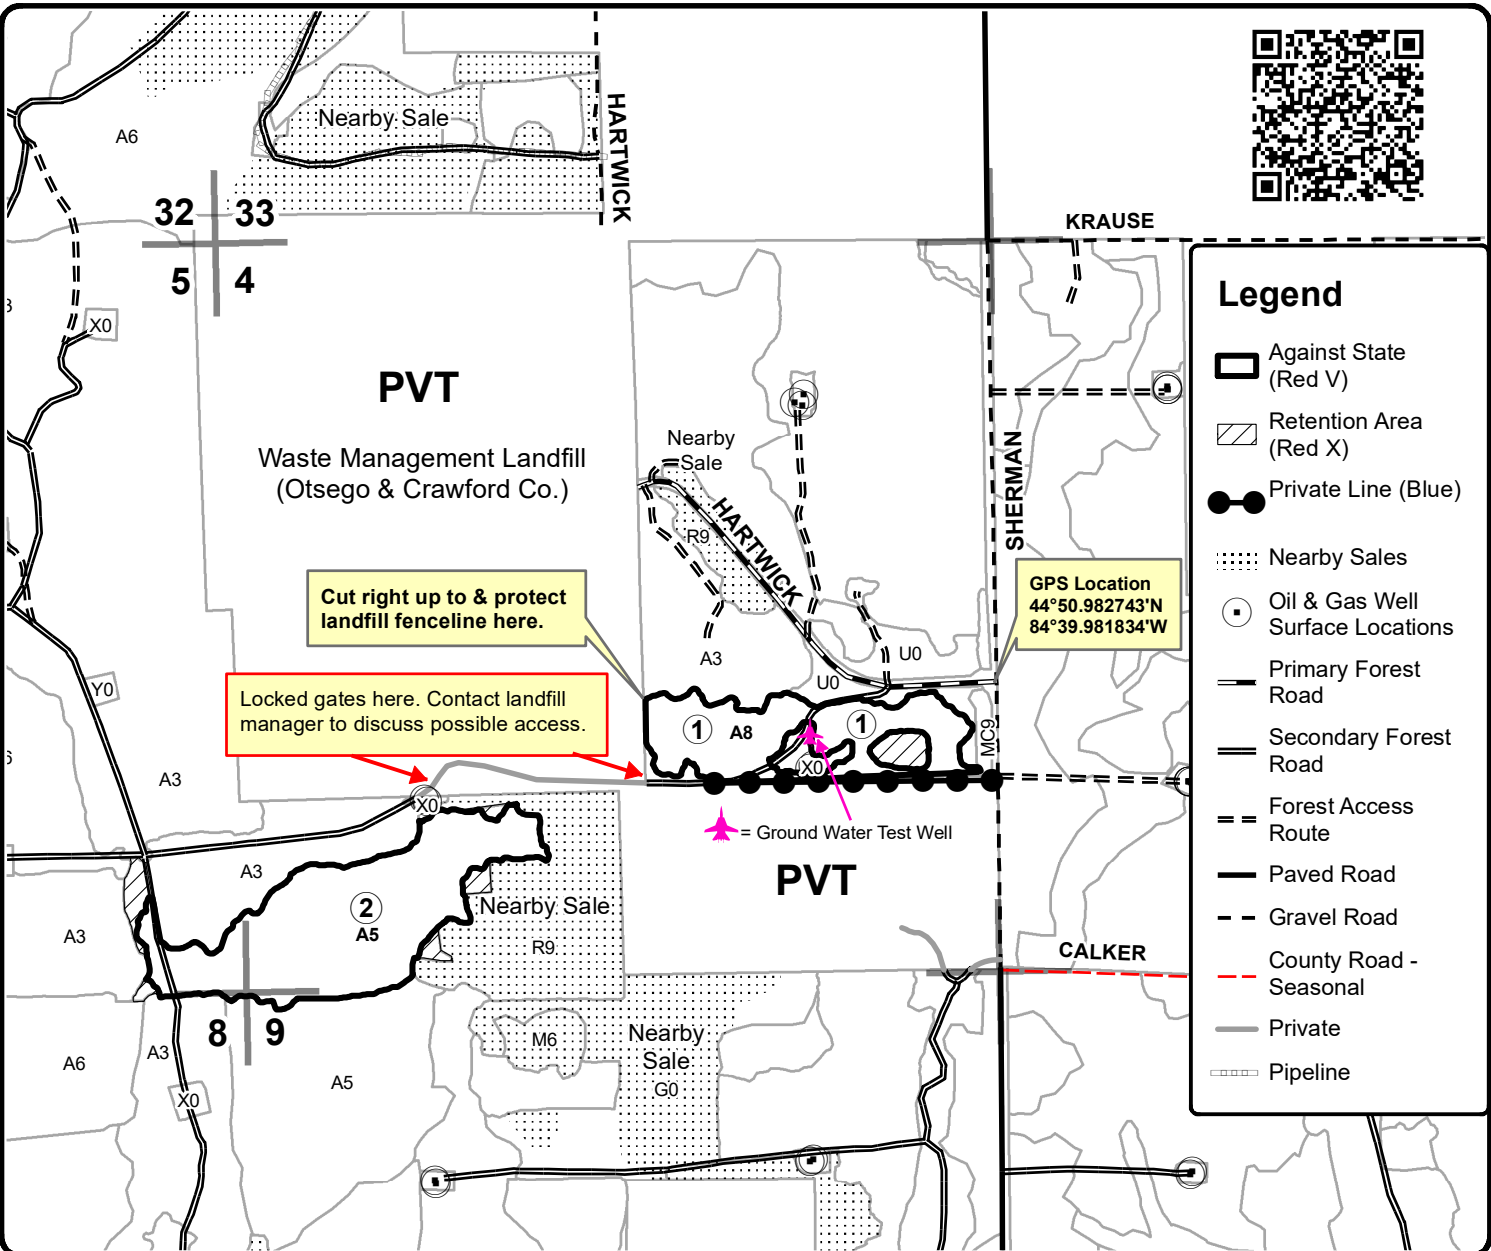 HARTWICK
Nearby Sale
A6
32
33
5
4
KRAUSE
X0
PVT
Waste Management Landfill
(Otsego & Crawford Co.)
Nearby
Sale
HARTWICK
R9
SHERMAN
Cut right up to & protect
landfill fenceline here.
GPS Location
44°50.982743'N
84°39.981834'W
A3
U0
U0
Y0
Locked gates here. Contact landfill
manager to discuss possible access.
1
A8
1
MC9
X0
A3
X0
= Ground Water Test Well
A3
PVT
2
A5
Nearby Sale
R9
A3
CALKER
8
9
A6
A3
A5
X0
M6
Nearby
Sale
G0
Legend
Against State
(Red V)
Retention Area
(Red X)
Private Line (Blue)
Nearby Sales
Oil & Gas Well
Surface Locations
Primary Forest
Road
Secondary Forest
Road
Forest Access
Route
Paved Road
Gravel Road
County Road -
Seasonal
Private
Pipeline